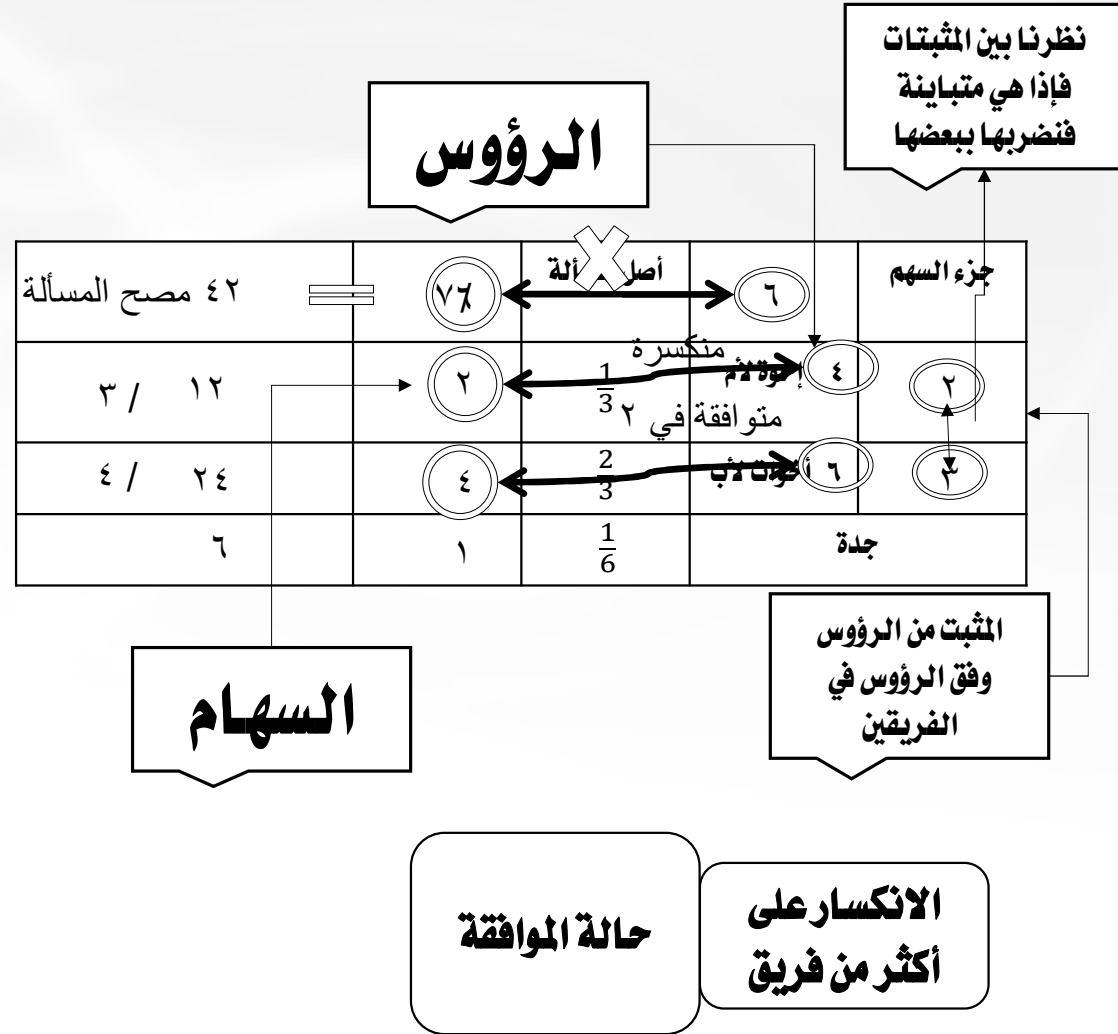 نظرنا بين المثبتات
فإذا هي متباينة
فنضربها ببعضها
الرؤوس
جزء السهم
٦
أصل
ألة
٧٦
٤٢ مصح المسألة
٢
٤
إخوة لأم
منكسرة
1/3
٢
١٢ / ٣
متوافقة في ٢
٣
٦
أخوات لأب
2/3
٤
٢٤ / ٤
جدة
1/6
١
٦
المثبت من الرؤوس
وفق الرؤوس في
الفريقين
السهام
الانكسار على
أكثر من فريق
حالة الموافقة